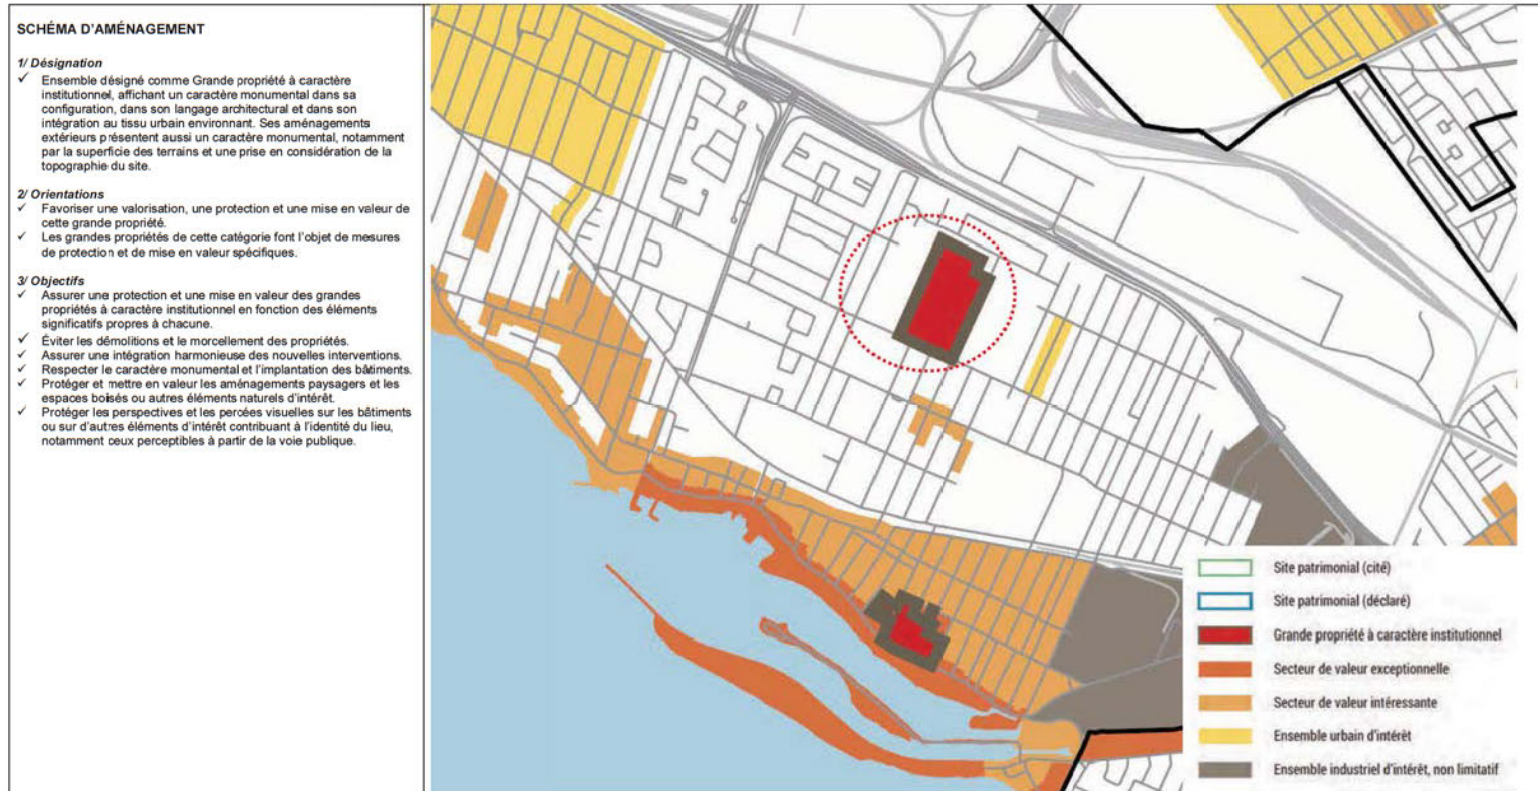 SCHÉMA D'AMÉNAGEMENT
1/ Désignation
✓ Ensemble désigné comme Grande propriété à caractère
institutionnel, affichant un caractère monumental dans sa
configuration, dans son langage architectural et dans son
intégration au tissu urbain environnant. Ses aménagements
extérieurs présentent aussi un caractère monumental, notamment
par la superficie des terrains et une prise en considération de la
topographie du site.
2/ Orientations
✓ Favoriser une valorisation, une protection et une mise en valeur de
cette grande propriété.
✓ Les grandes propriétés de cette catégorie font l'objet de mesures
de protection et de mise en valeur spécifiques.
3/ Objectifs
✓ Assurer une protection et une mise en valeur des grandes
propriétés à caractère institutionnel en fonction des éléments
significatifs propres à chacune.
✓ Éviter les démolitions et le morcellement des propriétés.
✓ Assurer une intégration harmonieuse des nouvelles interventions.
✓ Respecter le caractère monumental et l'implantation des bâtiments.
✓ Protéger et mettre en valeur les aménagements paysagers et les
espaces boisés ou autres éléments naturels d'intérêt.
✓ Protéger les perspectives et les percées visuelles sur les bâtiments
ou sur d'autres éléments d'intérêt contribuant à l'identité du lieu,
notamment ceux perceptibles à partir de la voie publique.
Site patrimonial (cité)
Site patrimonial (déclaré)
Grande propriété à caractère institutionnel
Secteur de valeur exceptionnelle
Secteur de valeur intéressante
Ensemble urbain d'intérêt
Ensemble industriel d'intérêt, non limitatif